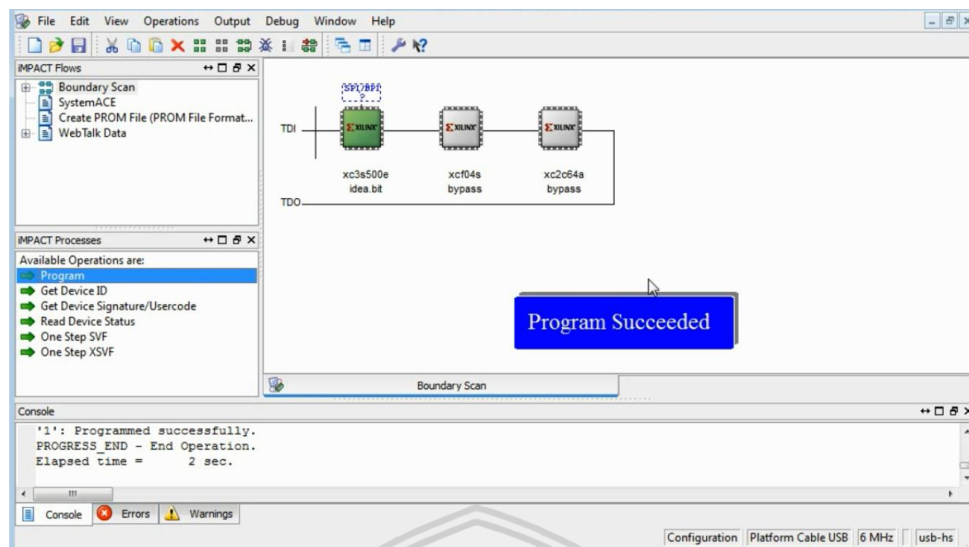 File Edit View Operations Output Debug Window Help
iMPACT Flows
Boundary Scan
SystemACE
Create PROM File (PROM File Format...
WebTalk Data
SPI/BPI
?
TDI
XILINX XILINX XILINX
xc3s500e xcf04s xc2c64a
idea.bit bypass bypass
TDO
iMPACT Processes
Available Operations are:
Program
Get Device ID
Get Device Signature/Usercode
Read Device Status
One Step SVF
One Step XSVF
Program Succeeded
Boundary Scan
Console
'1': Programmed successfully.
PROGRESS_END - End Operation.
Elapsed time =      2 sec.
Console Errors Warnings
Configuration Platform Cable USB 6 MHz usb-hs